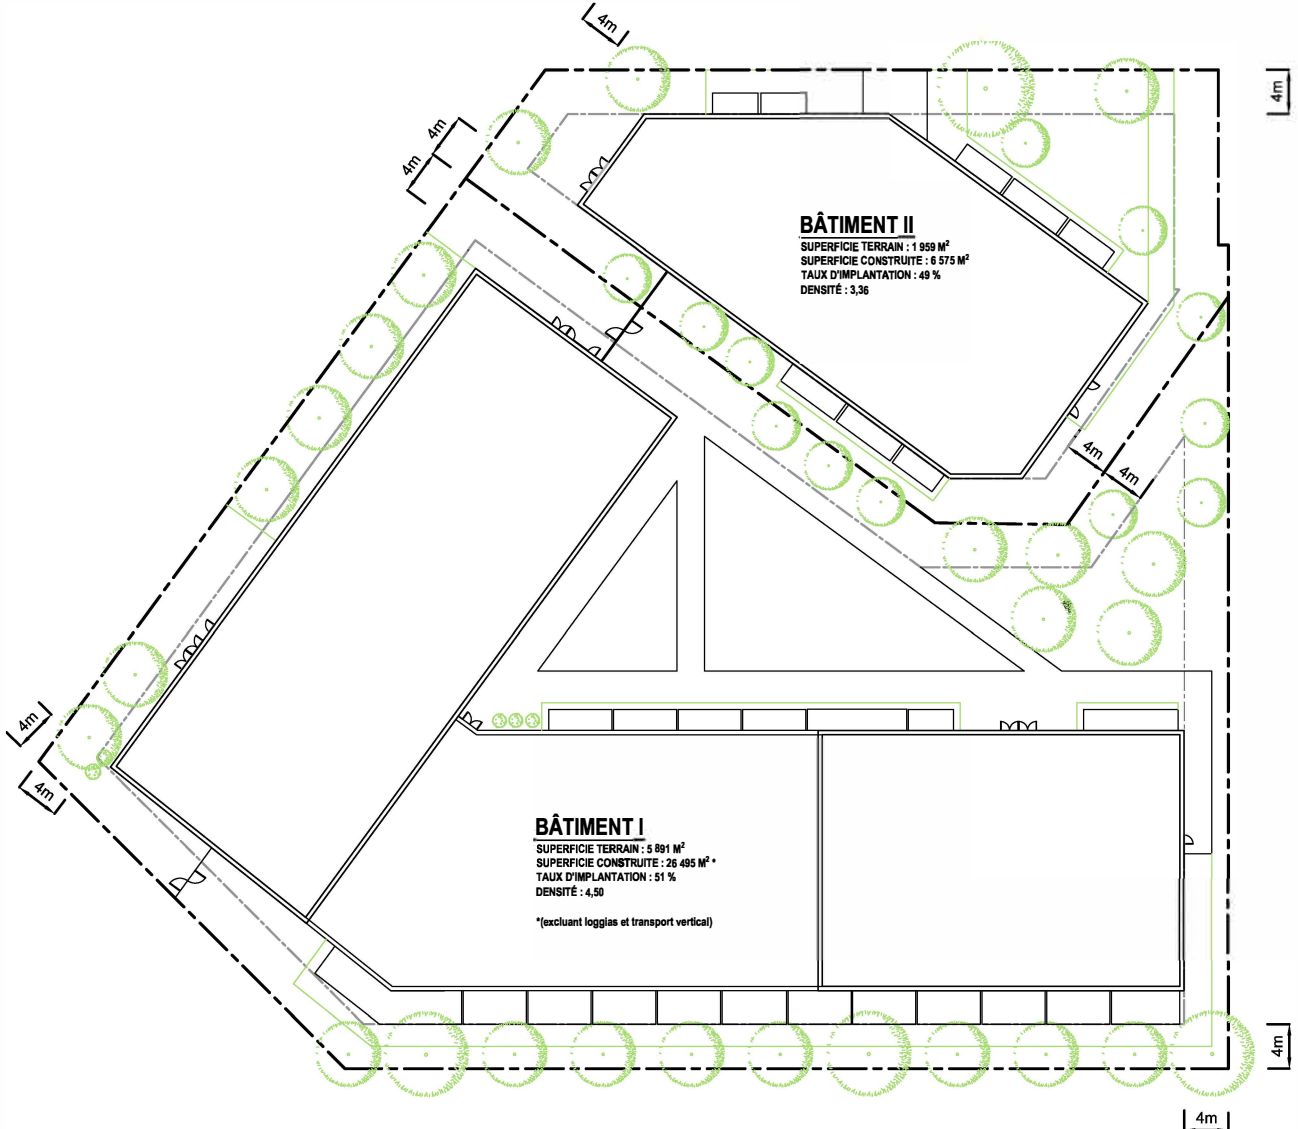 4m
4m
4m
4m
BÂTIMENT II
SUPERFICIE TERRAIN : 1 959 M²
SUPERFICIE CONSTRUITE : 6 575 M²
TAUX D'IMPLANTATION : 49 %
DENSITÉ : 3,36
4m
4m
4m
4m
BÂTIMENT I
SUPERFICIE TERRAIN : 5 891 M²
SUPERFICIE CONSTRUITE : 26 495 M² *
TAUX D'IMPLANTATION : 51 %
DENSITÉ : 4,50
*(excluant loggias et transport vertical)
4m
4m